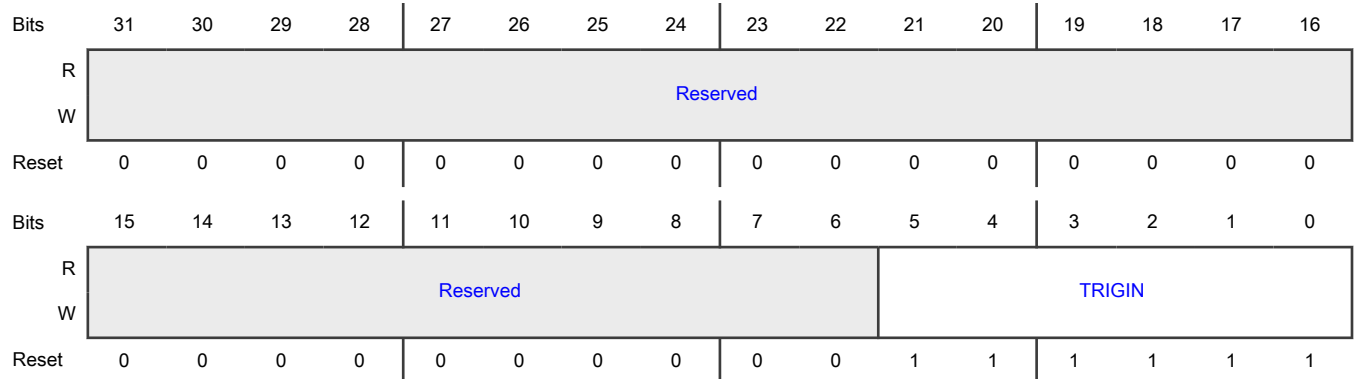 Bits 31 30 29 28 27 26 25 24 23 22 21 20 19 18 17 16
R
Reserved
W
Reset 0 0 0 0 0 0 0 0 0 0 0 0 0 0 0 0
Bits 15 14 13 12 11 10 9 8 7 6 5 4 3 2 1 0
R
Reserved TRIGIN
W
Reset 0 0 0 0 0 0 0 0 0 0 1 1 1 1 1 1